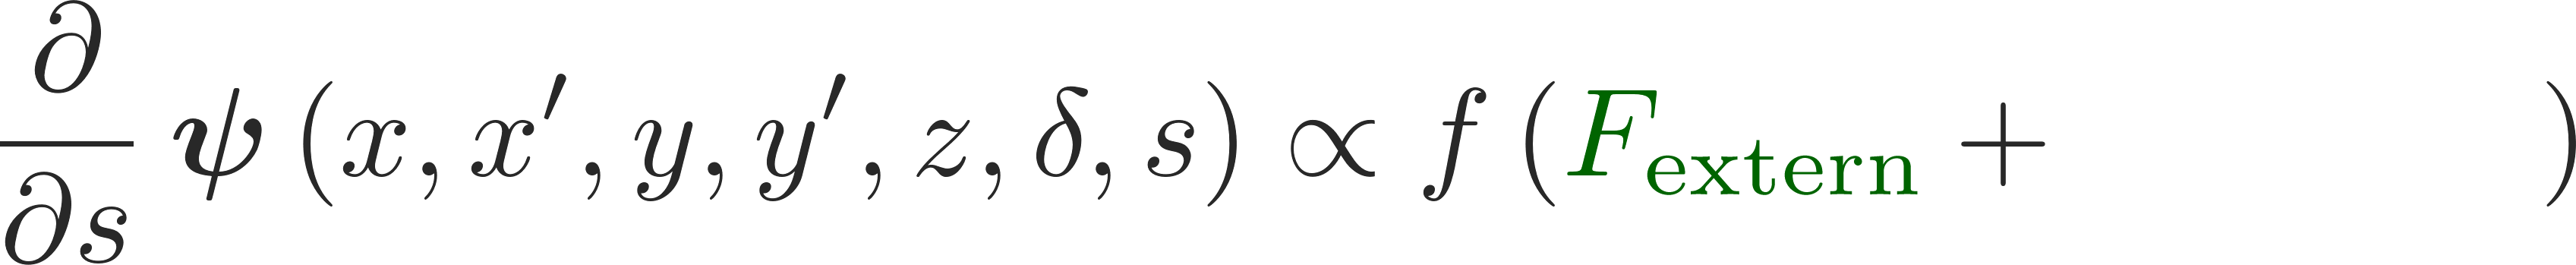 ∂/∂s ψ (x, x′, y, y′, z, δ, s) ∝ f (F_extern + )